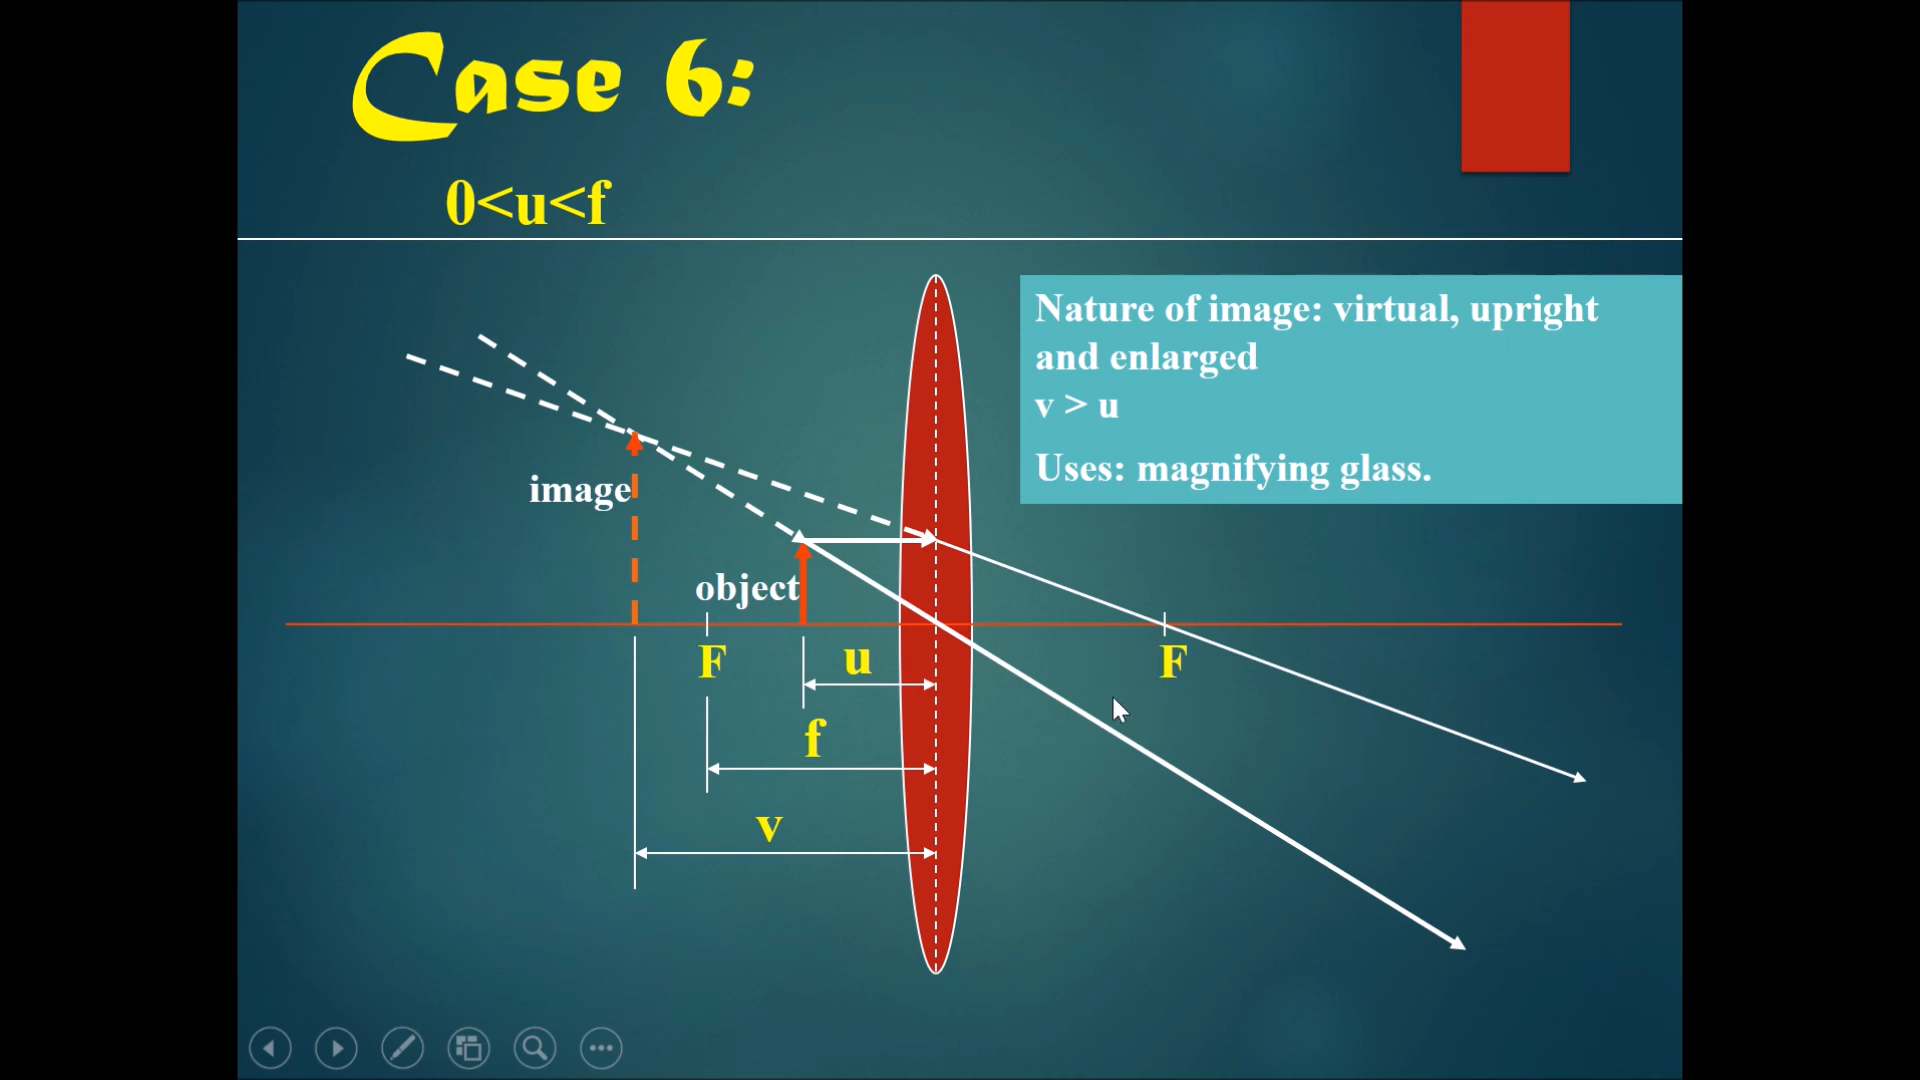 Case 6:
0<u<f
Nature of image: virtual, upright
and enlarged
v > u
Uses: magnifying glass.
image
object
F
u
F
f
v